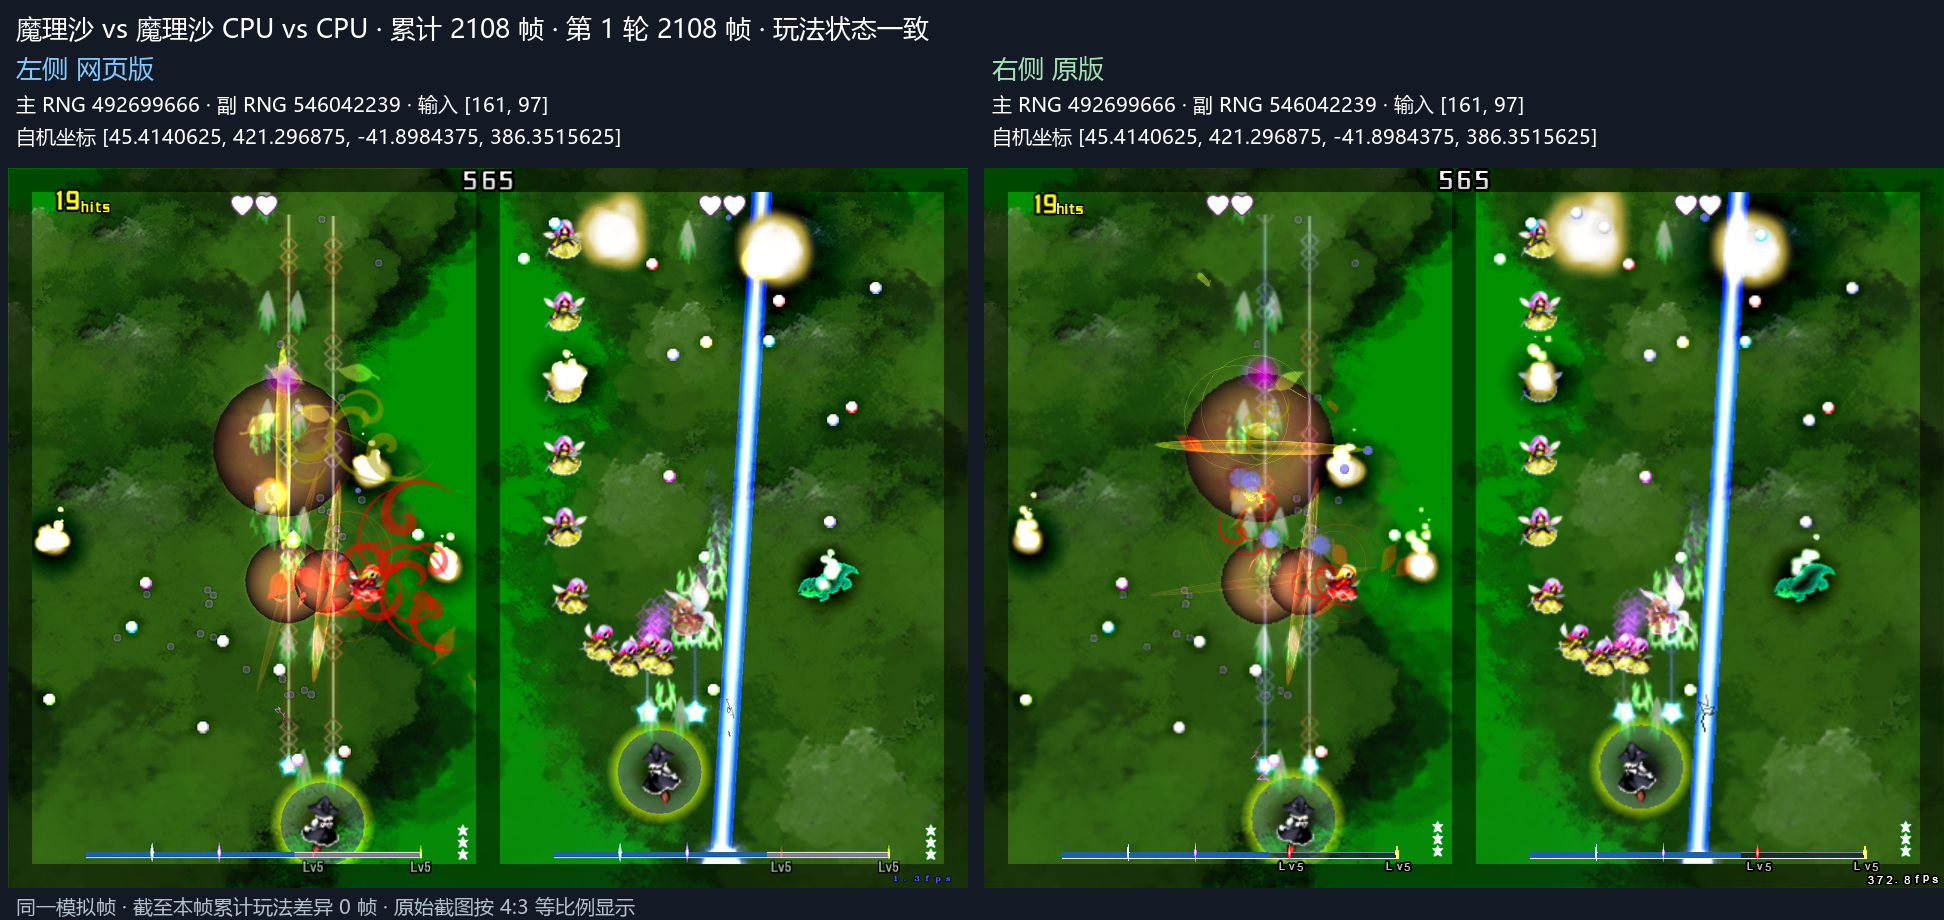 魔理沙 vs 魔理沙 CPU vs CPU · 累计 2108 帧 · 第 1 轮 2108 帧 · 玩法状态一致
左侧 网页版
主 RNG 492699666 · 副 RNG 546042239 · 输入 [161, 97]
自机坐标 [45.4140625, 421.296875, -41.8984375, 386.3515625]
右侧 原版
主 RNG 492699666 · 副 RNG 546042239 · 输入 [161, 97]
自机坐标 [45.4140625, 421.296875, -41.8984375, 386.3515625]
565
19hits
Lv5 Lv5
Lv5 Lv5
1.3fps
565
19hits
Lv5 Lv5
Lv5 Lv5
372.8fps
同一模拟帧 · 截至本帧累计玩法差异 0 帧 · 原始截图按 4:3 等比例显示